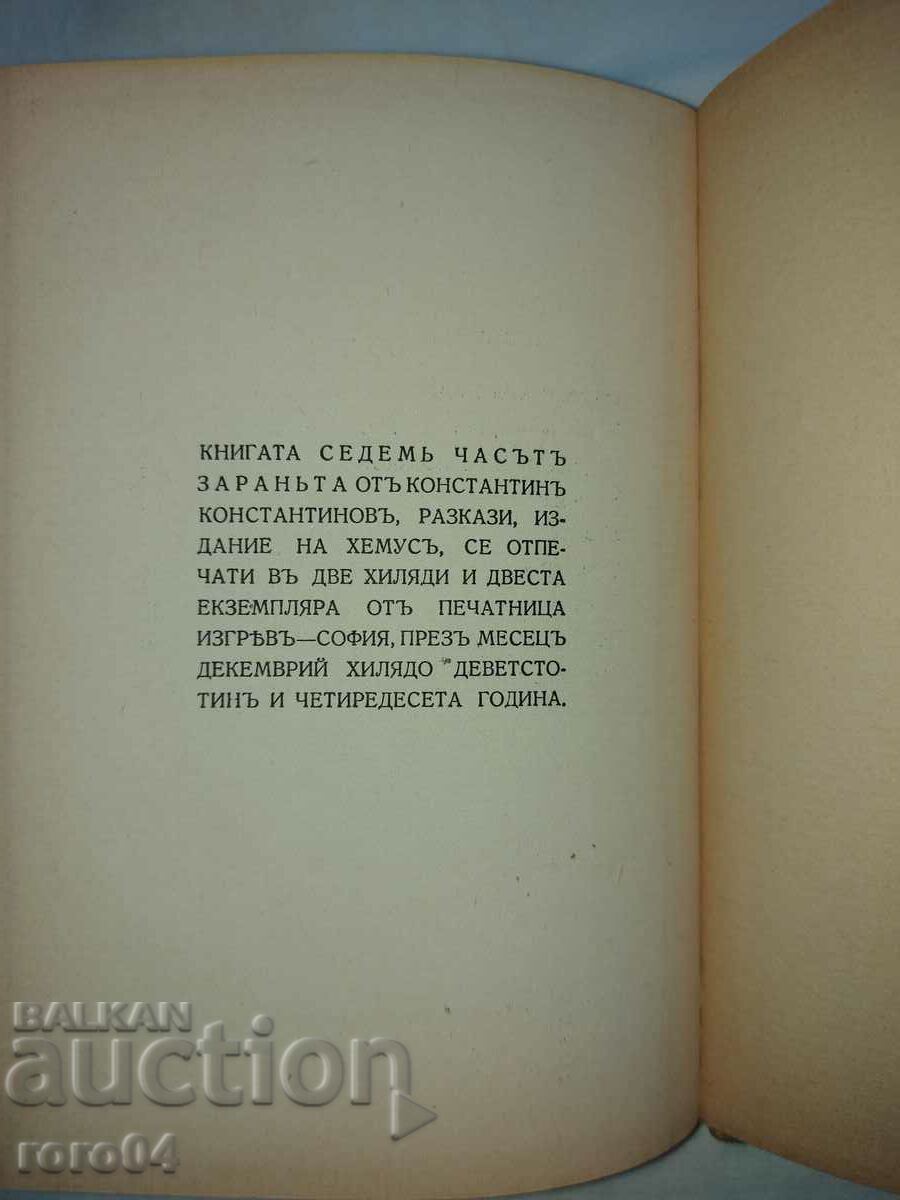 КНИГАТА СЕДЕМЬ ЧАСЪТЪ
ЗАРАНЬТА ОТЪ КОНСТАНТИНЪ
КОНСТАНТИНОВЪ, РАЗКАЗИ, ИЗ-
ДАНИЕ НА ХЕМУСЪ, СЕ ОТПЕ-
ЧАТИ ВЪ ДВЕ ХИЛЯДИ И ДВЕСТА
ЕКЗЕМПЛЯРА ОТЪ ПЕЧАТНИЦА
ИЗГРѢВЪ—СОФИЯ, ПРЕЗЪ МЕСЕЦЪ
ДЕКЕМВРИЙ ХИЛЯДО ДЕВЕТСТО-
ТИНЪ И ЧЕТИРЕДЕСЕТА ГОДИНА.
BALKAN
auction
roro04